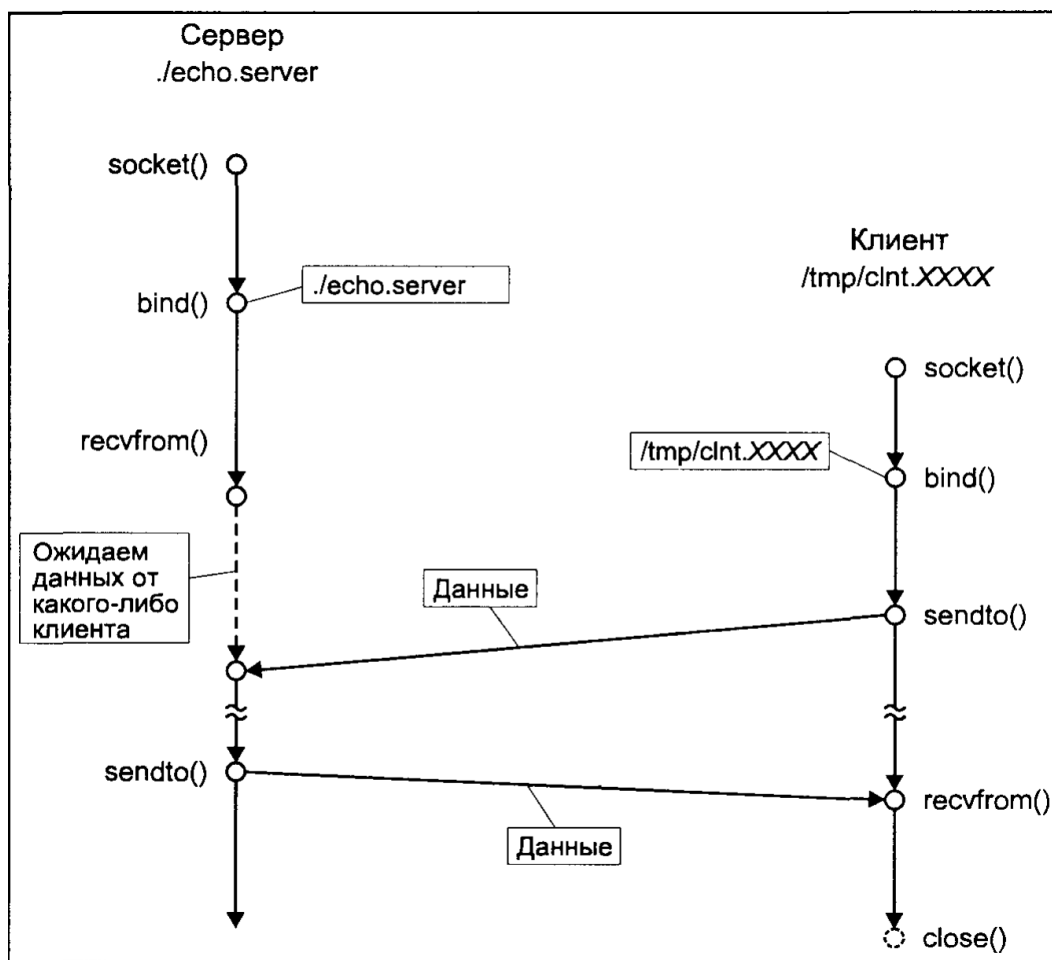 Сервер
./echo.server
socket()
Клиент
/tmp/clnt.XXXX
bind()
./echo.server
socket()
recvfrom()
/tmp/clnt.XXXX
bind()
Ожидаем
данных от
какого-либо
клиента
Данные
sendto()
sendto()
recvfrom()
Данные
close()